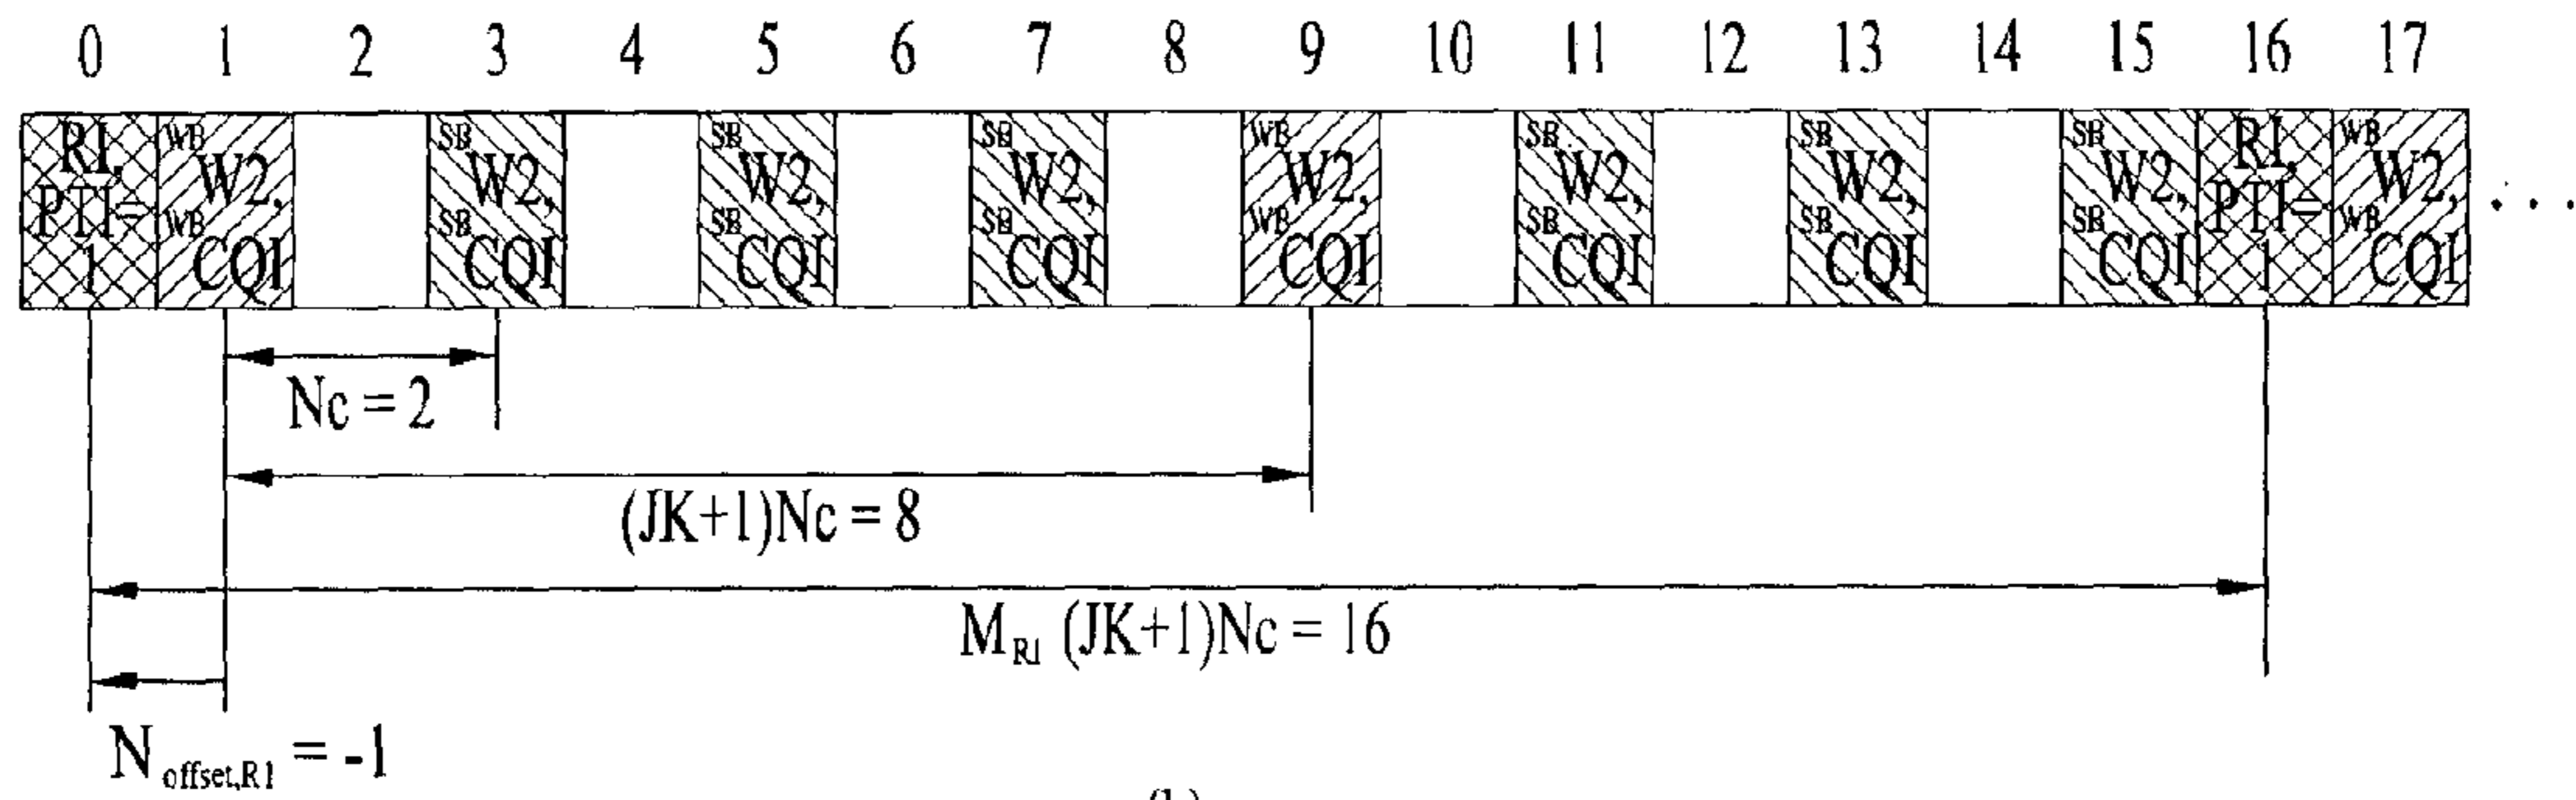 0 1 2 3 4 5 6 7 8 9 10 11 12 13 14 15 16 17
RI, WB SB SB SB WB SB SB SB RI, WB
W2, W2, W2, W2, W2, W2, W2, W2, W2,
PTI= WB SB SB SB WB SB SB SB PTI= WB
1 CQI CQI CQI CQI CQI CQI CQI CQI 1 CQI
. . .
Nc = 2
(JK+1)Nc = 8
M RI (JK+1)Nc = 16
N offset,RI = -1